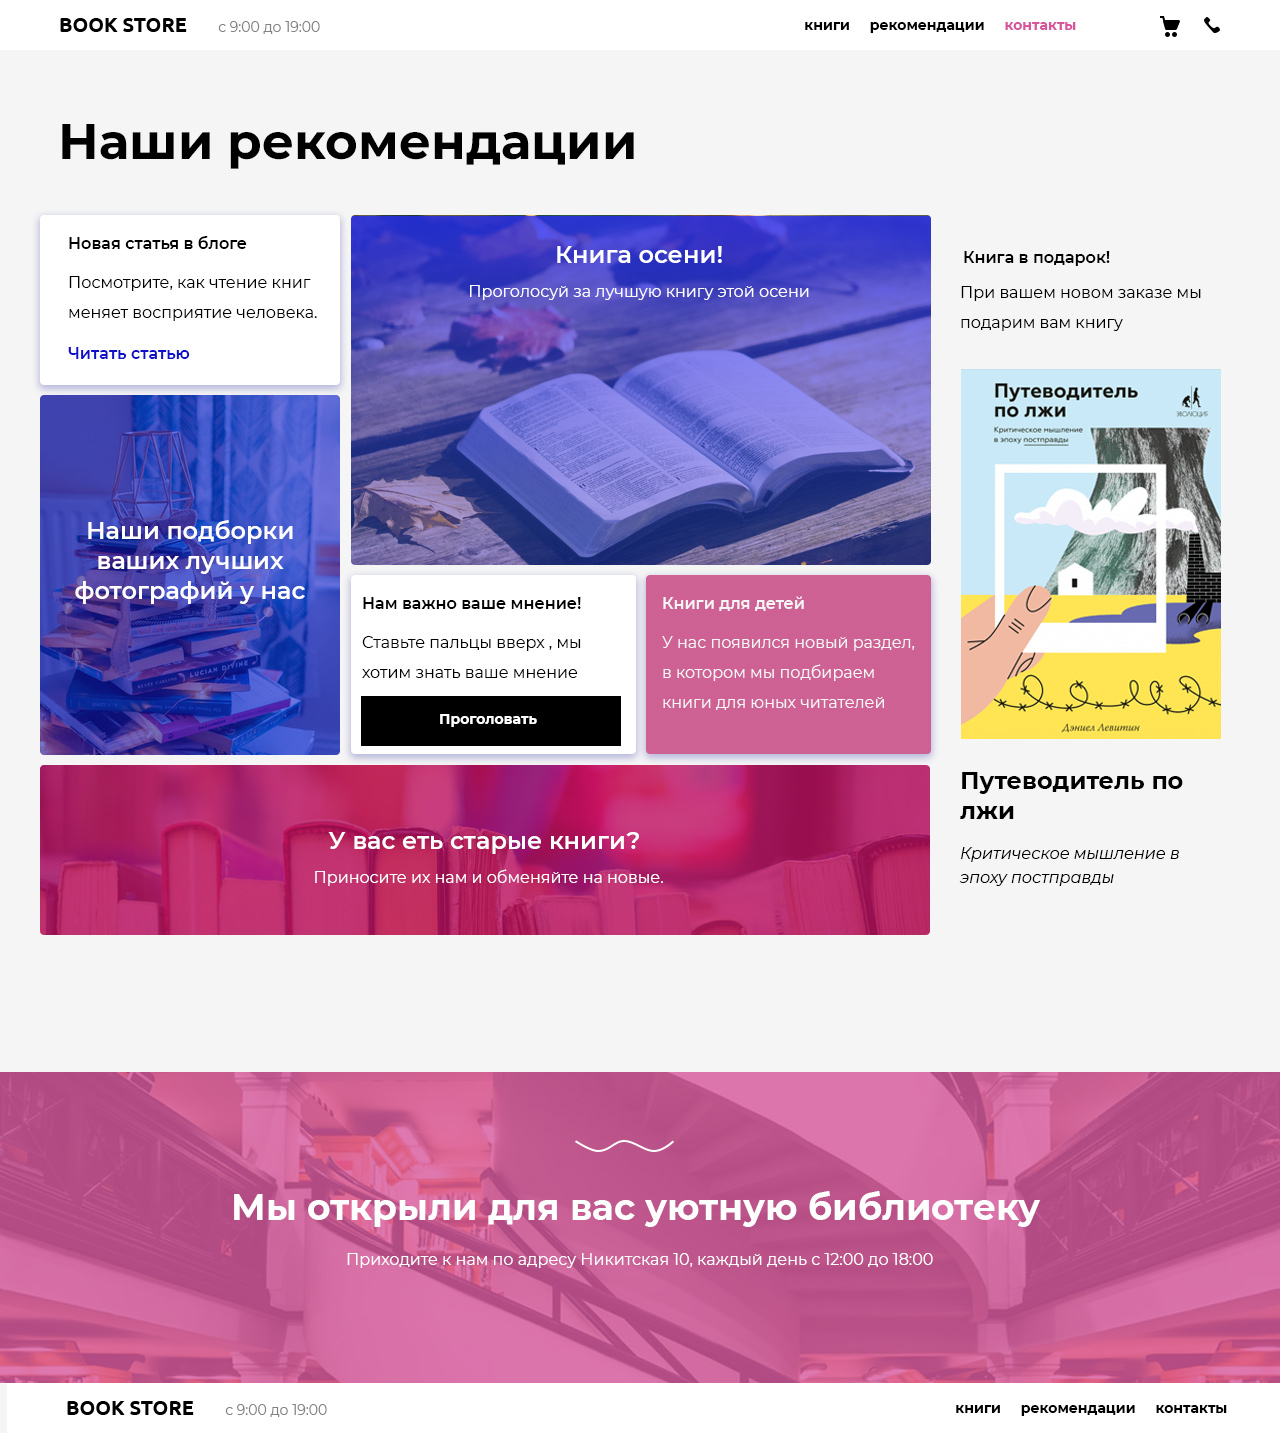 BOOK STORE
с 9:00 до 19:00
книги
рекомендации
контакты
Наши рекомендации
Новая статья в блоге
Посмотрите, как чтение книг
меняет восприятие человека.
Читать статью
Наши подборки
ваших лучших
фотографий у нас
LUCIAN DIVINE
Книга осени!
Проголосуй за лучшую книгу этой осени
Нам важно ваше мнение!
Ставьте пальцы вверх , мы
хотим знать ваше мнение
Проголовать
Книги для детей
У нас появился новый раздел,
в котором мы подбираем
книги для юных читателей
У вас еть старые книги?
Приносите их нам и обменяйте на новые.
Книга в подарок!
При вашем новом заказе мы
подарим вам книгу
Путеводитель
по лжи
Критическое мышление
в эпоху постправды
ЭВОЛЮЦИЯ
Дэниел Левитин
Путеводитель по
лжи
Критическое мышление в
эпоху постправды
Мы открыли для вас уютную библиотеку
Приходите к нам по адресу Никитская 10, каждый день с 12:00 до 18:00
BOOK STORE
с 9:00 до 19:00
книги
рекомендации
контакты